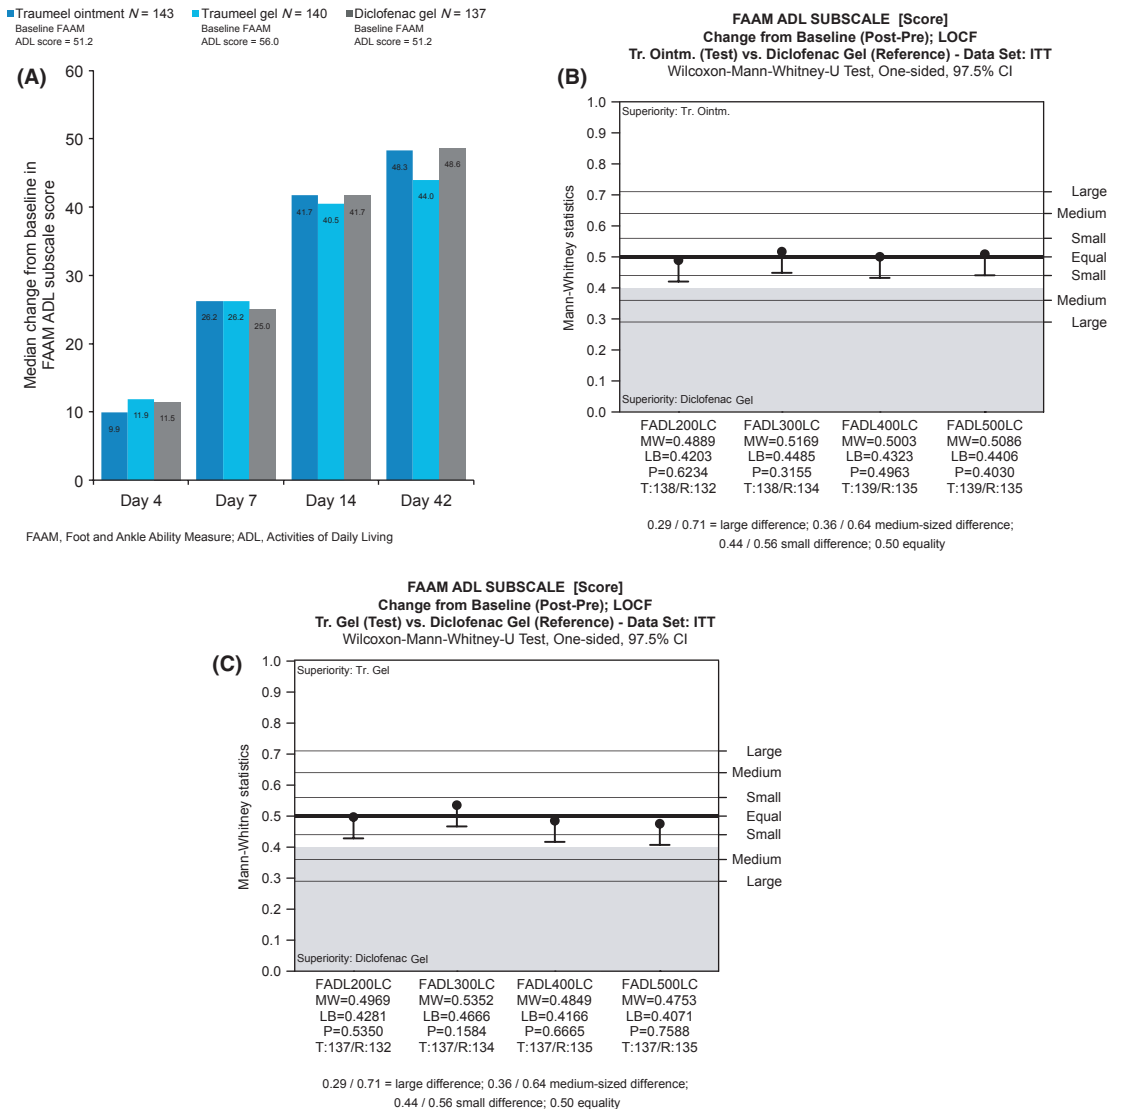 Traumeel ointment N = 143
Baseline FAAM
ADL score = 51.2
Traumeel gel N = 140
Baseline FAAM
ADL score = 56.0
Diclofenac gel N = 137
Baseline FAAM
ADL score = 51.2
(A)
Median change from baseline in
FAAM ADL subscale score
60
50
40
30
20
10
0
9.9
11.9
11.5
26.2
26.2
25.0
41.7
40.5
41.7
48.3
44.0
48.6
Day 4
Day 7
Day 14
Day 42
FAAM, Foot and Ankle Ability Measure; ADL, Activities of Daily Living
FAAM ADL SUBSCALE [Score]
Change from Baseline (Post-Pre); LOCF
Tr. Ointm. (Test) vs. Diclofenac Gel (Reference) - Data Set: ITT
Wilcoxon-Mann-Whitney-U Test, One-sided, 97.5% CI
(B)
Mann-Whitney statistics
1.0
0.9
0.8
0.7
0.6
0.5
0.4
0.3
0.2
0.1
0.0
Superiority: Tr. Ointm.
Superiority: Diclofenac Gel
Large
Medium
Small
Equal
Small
Medium
Large
FADL200LC
MW=0.4889
LB=0.4203
P=0.6234
T:138/R:132
FADL300LC
MW=0.5169
LB=0.4485
P=0.3155
T:138/R:134
FADL400LC
MW=0.5003
LB=0.4323
P=0.4963
T:139/R:135
FADL500LC
MW=0.5086
LB=0.4406
P=0.4030
T:139/R:135
0.29 / 0.71 = large difference; 0.36 / 0.64 medium-sized difference;
0.44 / 0.56 small difference; 0.50 equality
FAAM ADL SUBSCALE [Score]
Change from Baseline (Post-Pre); LOCF
Tr. Gel (Test) vs. Diclofenac Gel (Reference) - Data Set: ITT
Wilcoxon-Mann-Whitney-U Test, One-sided, 97.5% CI
(C)
Mann-Whitney statistics
1.0
0.9
0.8
0.7
0.6
0.5
0.4
0.3
0.2
0.1
0.0
Superiority: Tr. Gel
Superiority: Diclofenac Gel
Large
Medium
Small
Equal
Small
Medium
Large
FADL200LC
MW=0.4969
LB=0.4281
P=0.5350
T:137/R:132
FADL300LC
MW=0.5352
LB=0.4666
P=0.1584
T:137/R:134
FADL400LC
MW=0.4849
LB=0.4166
P=0.6665
T:137/R:135
FADL500LC
MW=0.4753
LB=0.4071
P=0.7588
T:137/R:135
0.29 / 0.71 = large difference; 0.36 / 0.64 medium-sized difference;
0.44 / 0.56 small difference; 0.50 equality